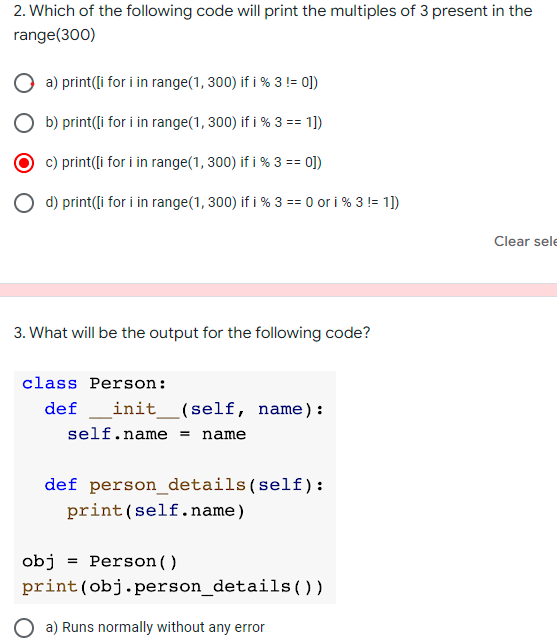 2. Which of the following code will print the multiples of 3 present in the
range(300)
a) print([i for i in range(1, 300) if i % 3 != 0])
b) print([i for i in range(1, 300) if i % 3 == 1])
c) print([i for i in range(1, 300) if i % 3 == 0])
d) print([i for i in range(1, 300) if i % 3 == 0 or i % 3 != 1])
Clear sele
3. What will be the output for the following code?
class Person:
  def __init__(self, name):
    self.name = name
  def person_details(self):
    print(self.name)
obj = Person()
print(obj.person_details())
a) Runs normally without any error